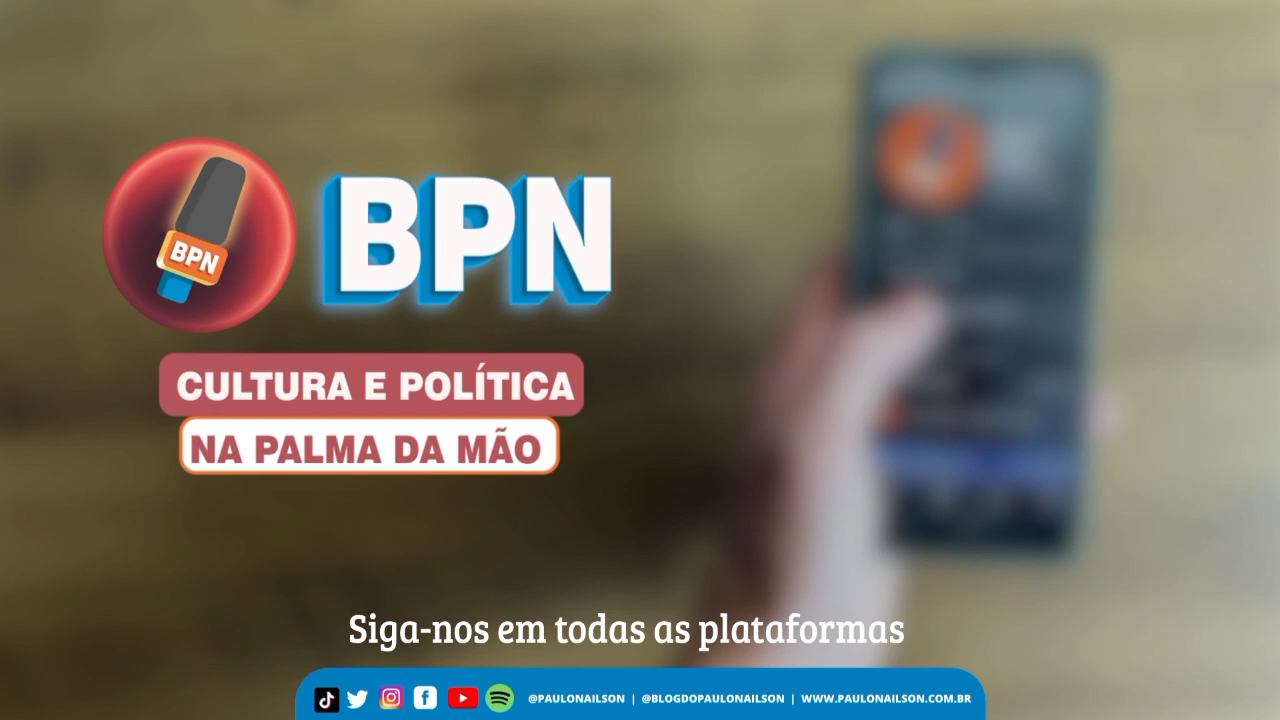 BPN
BPN
CULTURA E POLÍTICA
NA PALMA DA MÃO
Siga-nos em todas as plataformas
@PAULONAILSON | @BLOGDOPAULONAILSON | WWW.PAULONAILSON.COM.BR